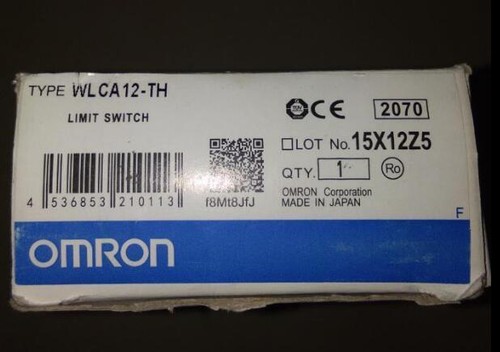 TYPE WLCA12-TH
LIMIT SWITCH
4 536853 210113
f8Mt8JfJ
CE 2070
LOT No. 15X12Z5
QTY. 1
Ro
OMRON Corporation
MADE IN JAPAN
F
OMRON